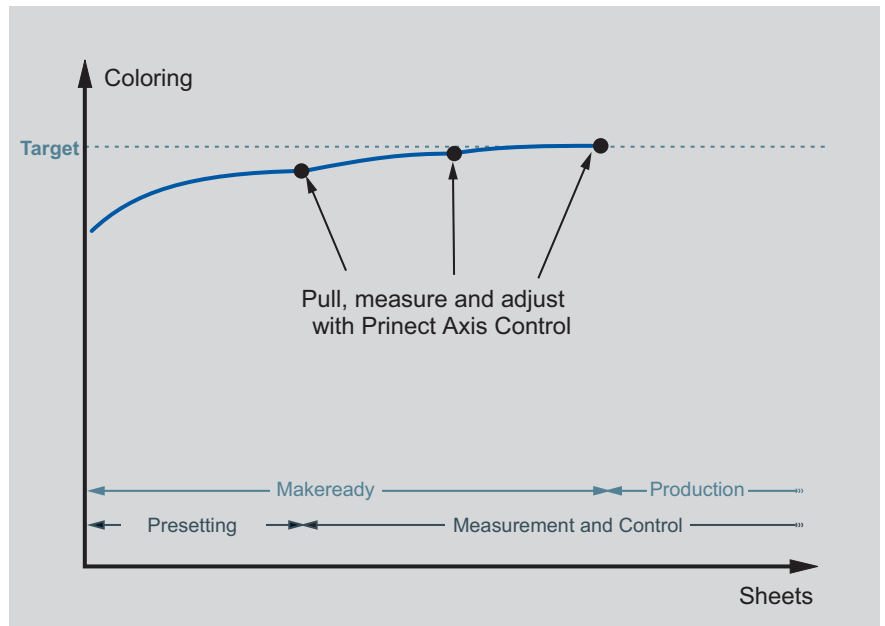 Coloring
Target
Pull, measure and adjust
with Prinect Axis Control
Makeready
Production
Presetting
Measurement and Control
Sheets